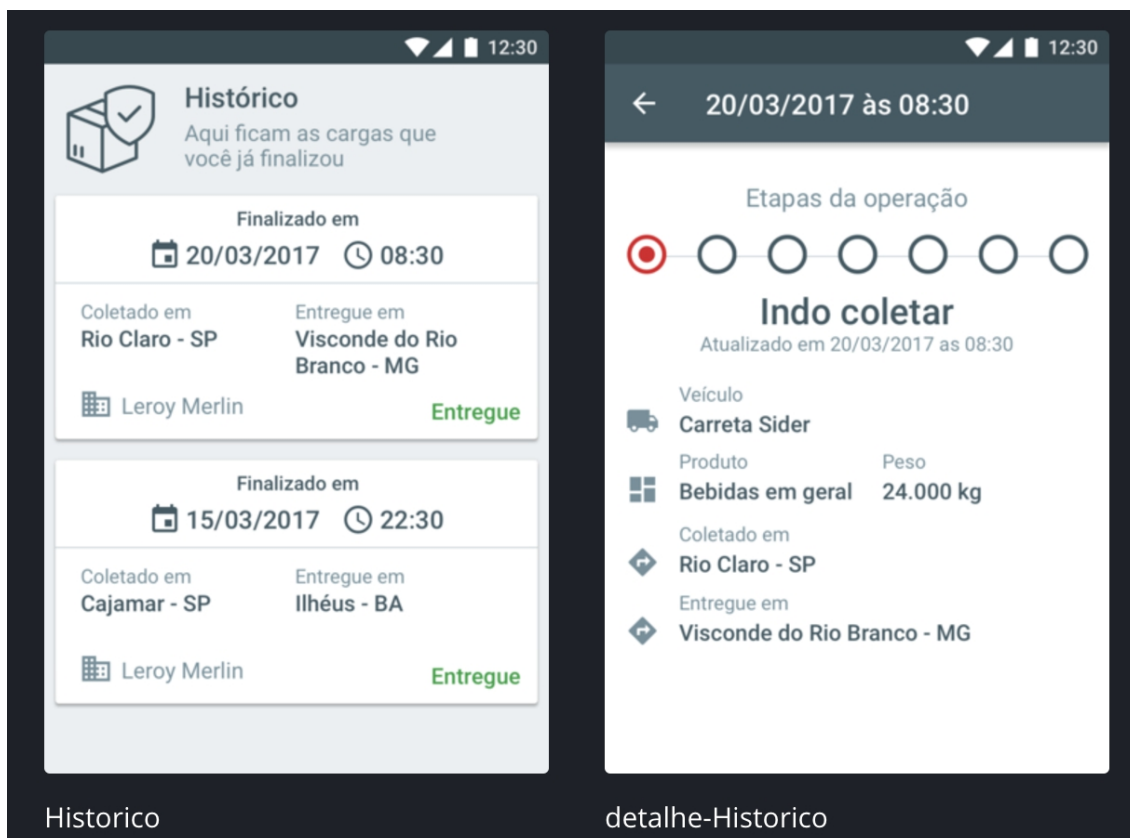 12:30
Histórico
Aqui ficam as cargas que
você já finalizou
Finalizado em
20/03/2017 08:30
Coletado em Entregue em
Rio Claro - SP Visconde do Rio
Branco - MG
Leroy Merlin Entregue
Finalizado em
15/03/2017 22:30
Coletado em Entregue em
Cajamar - SP Ilhéus - BA
Leroy Merlin Entregue
Historico
12:30
20/03/2017 às 08:30
Etapas da operação
Indo coletar
Atualizado em 20/03/2017 as 08:30
Veículo
Carreta Sider
Produto Peso
Bebidas em geral 24.000 kg
Coletado em
Rio Claro - SP
Entregue em
Visconde do Rio Branco - MG
detalhe-Historico